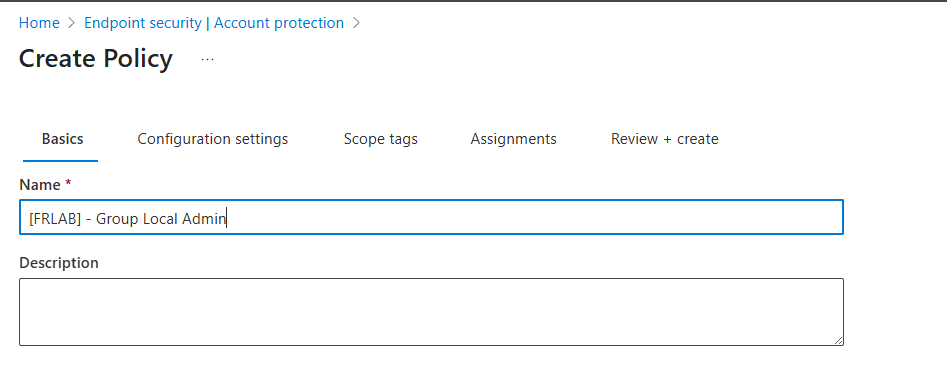 Home > Endpoint security | Account protection >
Create Policy ...
Basics Configuration settings Scope tags Assignments Review + create
Name *
[FRLAB] - Group Local Admin
Description